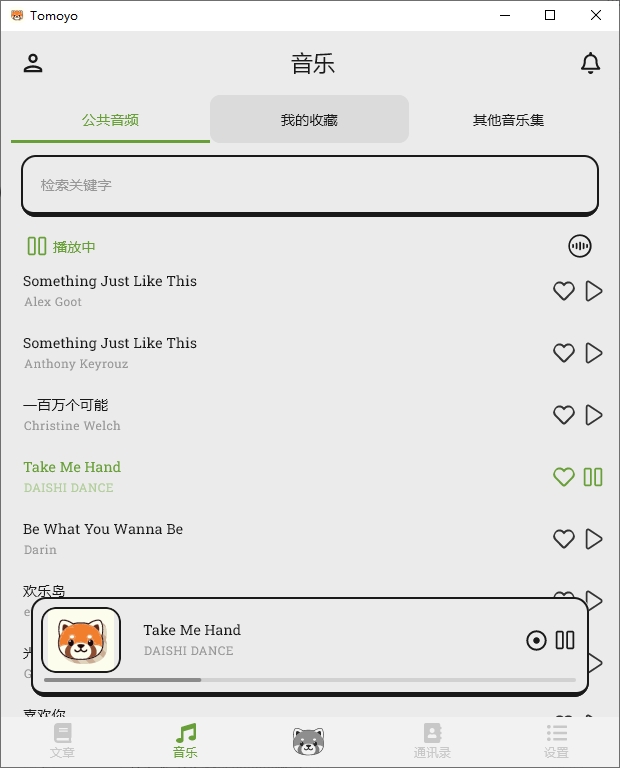 Tomoyo
音乐
公共音频 我的收藏 其他音乐集
检索关键字
播放中
Something Just Like This
Alex Goot
Something Just Like This
Anthony Keyrouz
一百万个可能
Christine Welch
Take Me Hand
DAISHI DANCE
Be What You Wanna Be
Darin
欢乐岛
Take Me Hand
DAISHI DANCE
喜欢你
文章 音乐 通讯录 设置